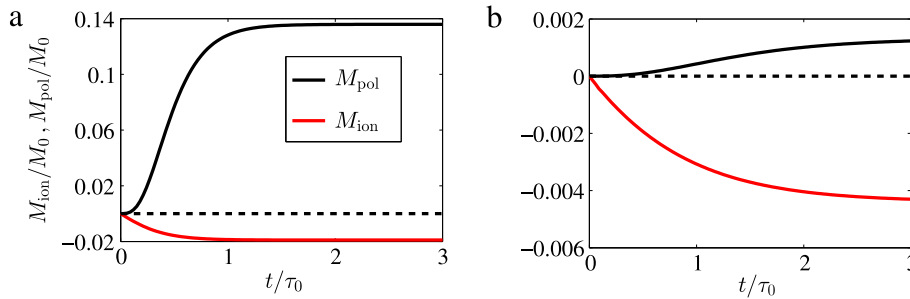 a
M_ion/M_0, M_pol/M_0
0.14
0.1
0.06
0.02
−0.02
0 1 2 3
t/τ_0
M_pol
M_ion
b
0.002
0
−0.002
−0.004
−0.006
0 1 2 3
t/τ_0